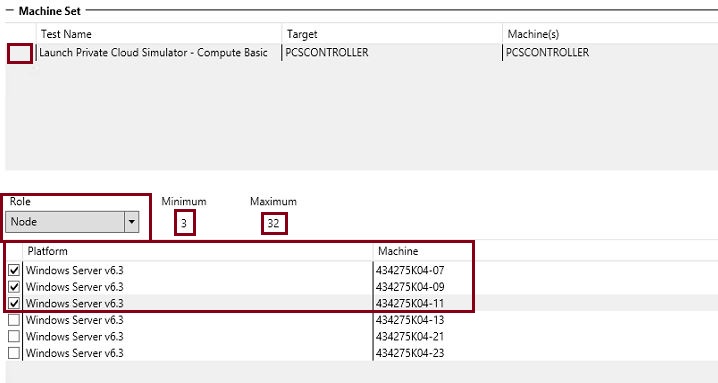 Machine Set
Test Name Target Machine(s)
Launch Private Cloud Simulator - Compute Basic PCSCONTROLLER PCSCONTROLLER
Role Minimum Maximum
Node 3 32
Platform Machine
Windows Server v6.3 434275K04-07
Windows Server v6.3 434275K04-09
Windows Server v6.3 434275K04-11
Windows Server v6.3 434275K04-13
Windows Server v6.3 434275K04-21
Windows Server v6.3 434275K04-23